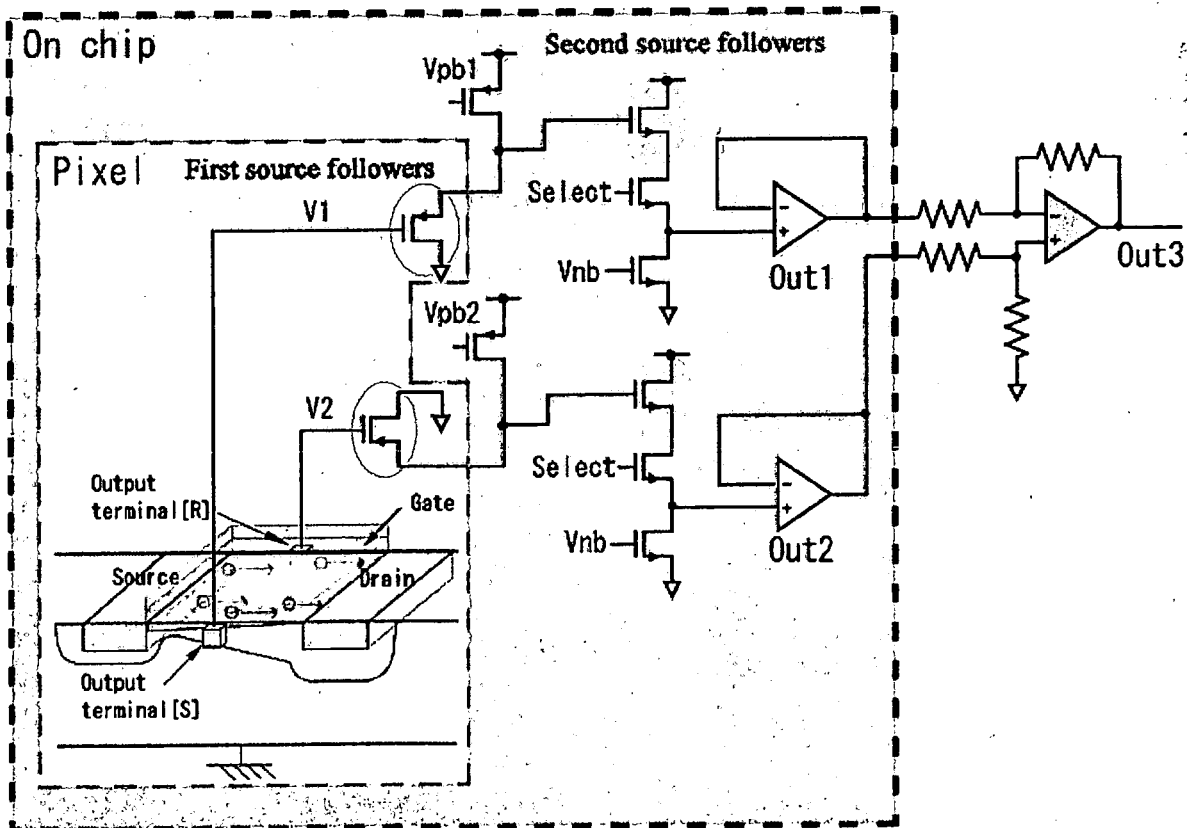 On chip
Second source followers
Vpb1
Pixel
First source followers
V1
Select
Vnb
Out1
Out3
Vpb2
V2
Select
Vnb
Out2
Output
terminal[R]
Gate
Source
Drain
Output
terminal[S]